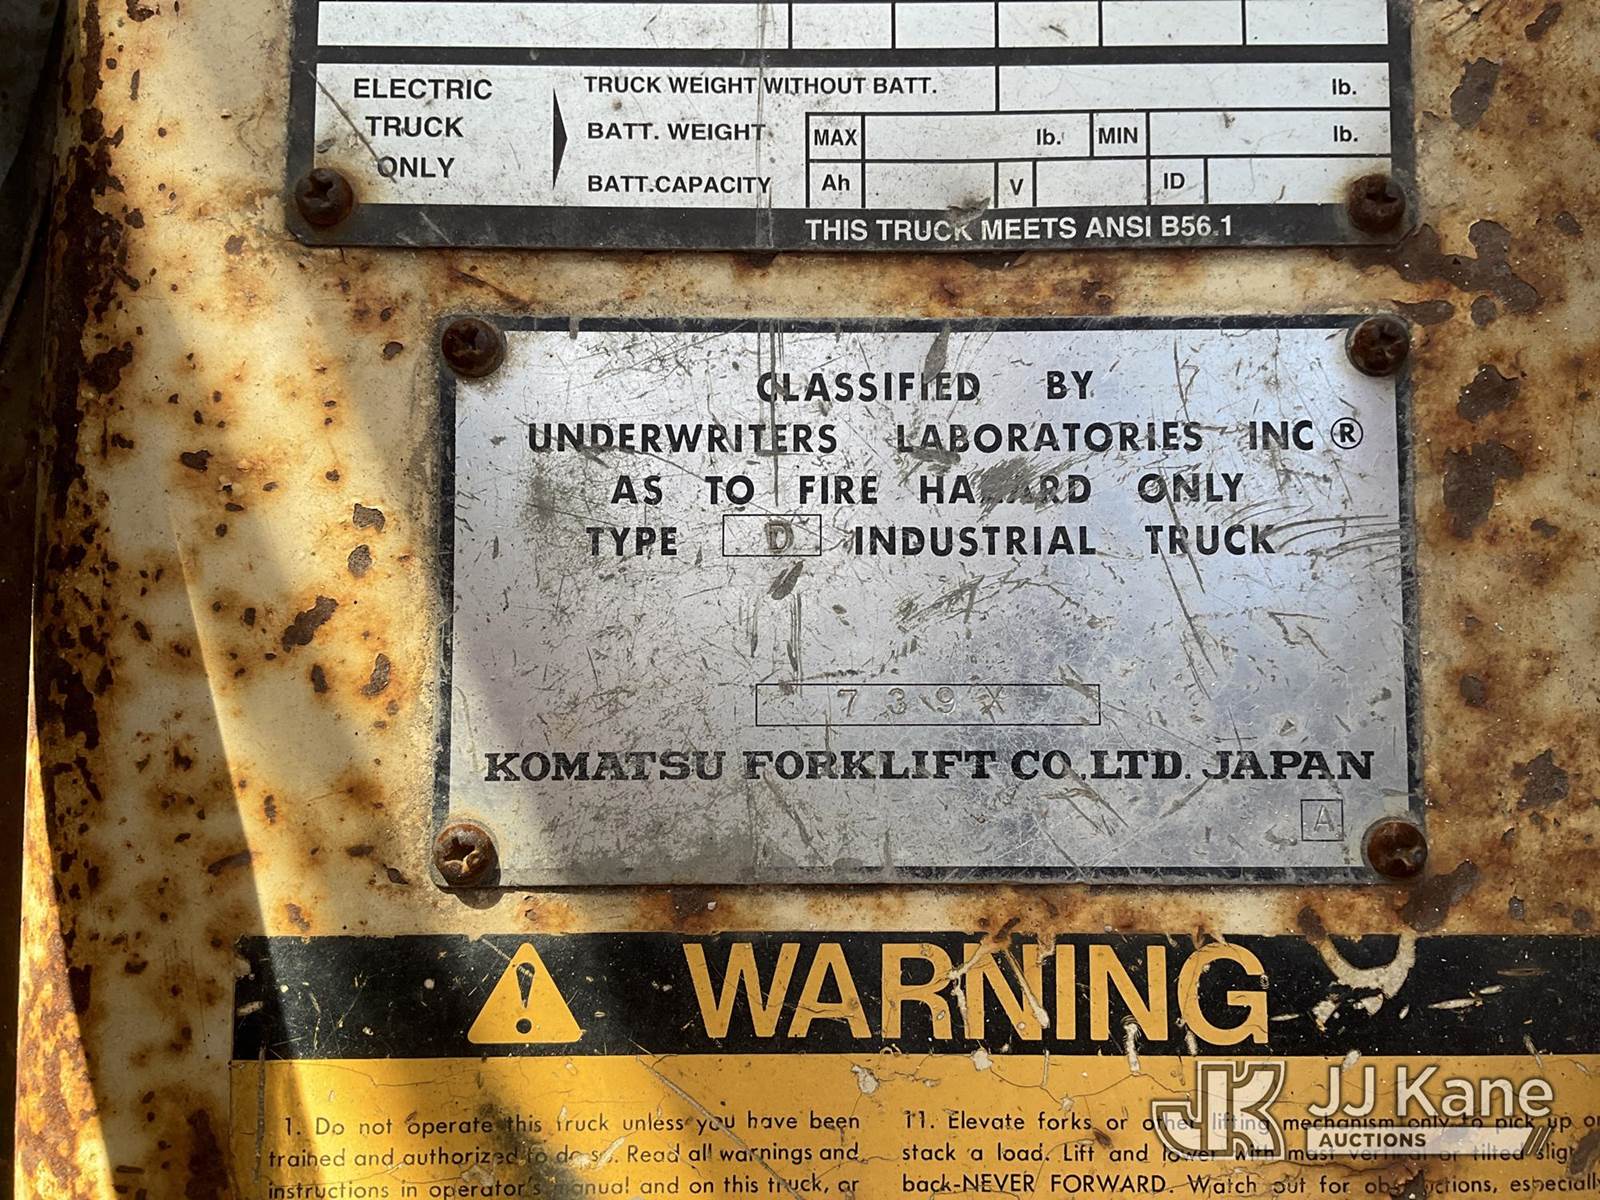 ELECTRIC
TRUCK
ONLY
TRUCK WEIGHT WITHOUT BATT. lb.
BATT. WEIGHT MAX lb. MIN lb.
BATT.CAPACITY Ah V ID
THIS TRUCK MEETS ANSI B56.1
CLASSIFIED BY
UNDERWRITERS LABORATORIES INC ®
AS TO FIRE HAZARD ONLY
TYPE D INDUSTRIAL TRUCK
739X
KOMATSU FORKLIFT CO.,LTD. JAPAN
A
WARNING
1. Do not operate this truck unless you have been
trained and authorized to do so. Read all warnings and
instructions in operator's manual and on this truck, or
11. Elevate forks or other lifting mechanism only to pick up or
stack a load. Lift and lower with mast vertical or tilted
back-NEVER FORWARD. Watch out for obstructions, especially
JJ Kane
AUCTIONS